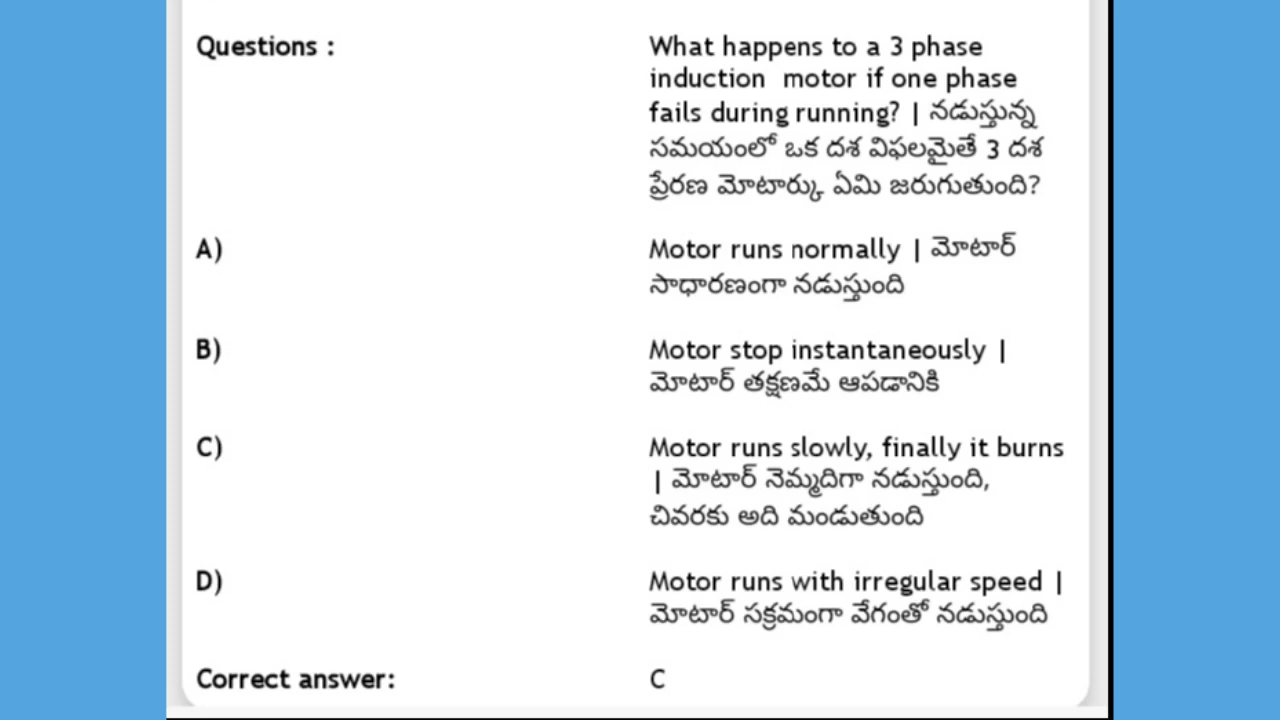 Questions :
What happens to a 3 phase
induction motor if one phase
fails during running? | నడుస్తున్న
సమయంలో ఒక దశ విఫలమైతే 3 దశ
ప్రేరణ మోటార్కు ఏమి జరుగుతుంది?
A)
Motor runs normally | మోటార్
సాధారణంగా నడుస్తుంది
B)
Motor stop instantaneously |
మోటార్ తక్షణమే ఆపడానికి
C)
Motor runs slowly, finally it burns
| మోటార్ నెమ్మదిగా నడుస్తుంది,
చివరకు అది మండుతుంది
D)
Motor runs with irregular speed |
మోటార్ సక్రమంగా వేగంతో నడుస్తుంది
Correct answer:
C